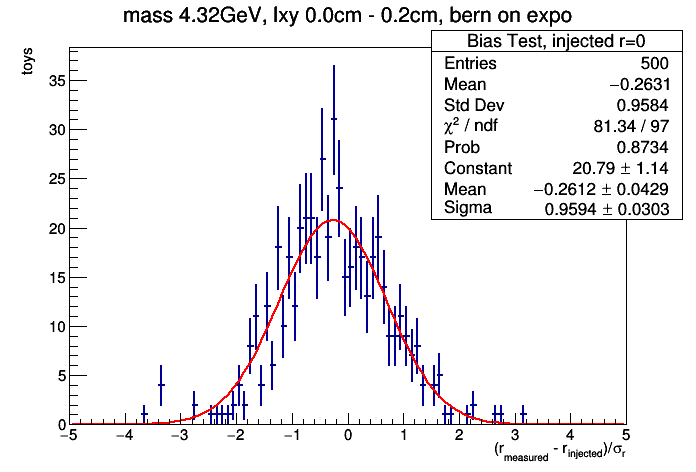 mass 4.32GeV, lxy 0.0cm - 0.2cm, bern on expo
Bias Test, injected r=0
Entries 500
Mean −0.2631
Std Dev 0.9584
χ² / ndf 81.34 / 97
Prob 0.8734
Constant 20.79 ± 1.14
Mean −0.2612 ± 0.0429
Sigma 0.9594 ± 0.0303
toys
35
30
25
20
15
10
5
0
−5 −4 −3 −2 −1 0 1 2 3 4 5
(r_measured - r_injected)/σ_r